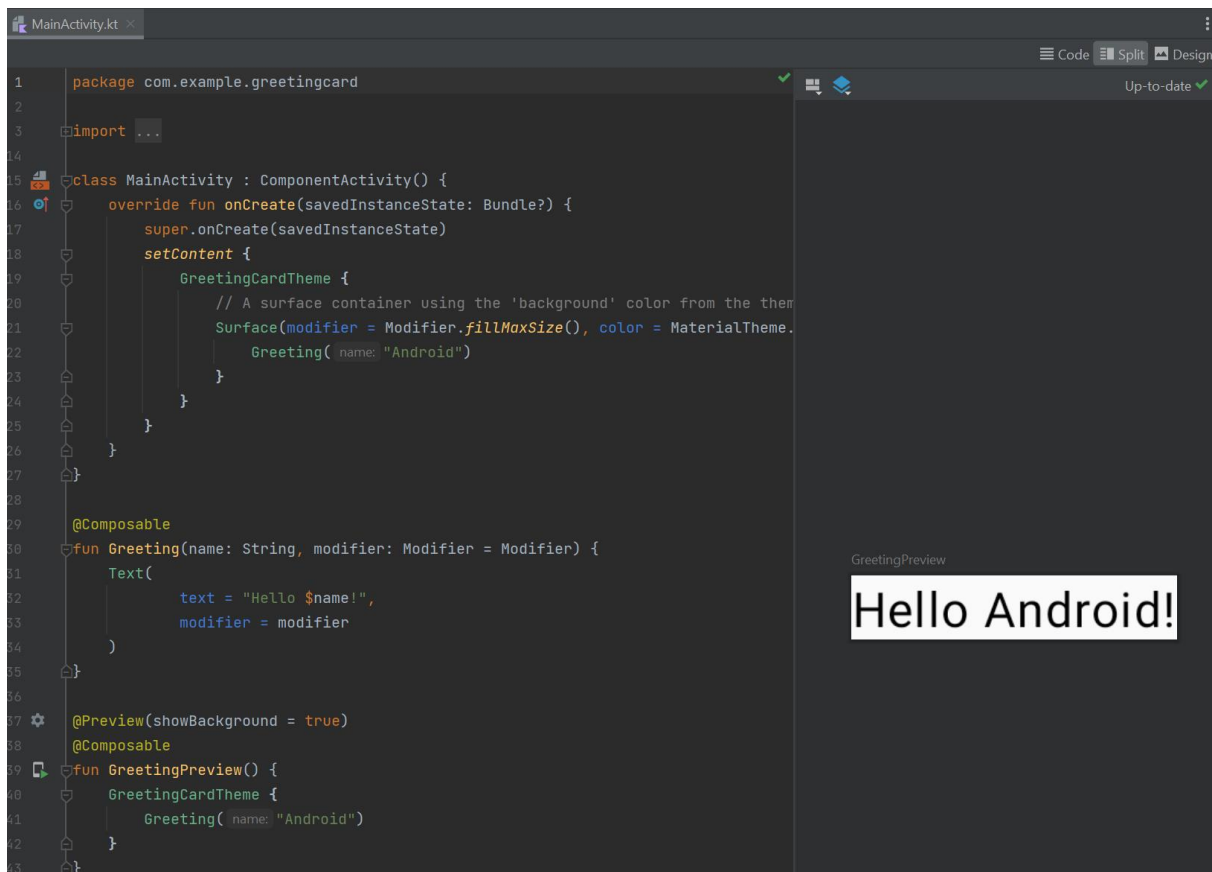 MainActivity.kt
Code Split Design
Up-to-date
1 package com.example.greetingcard
2
3 import ...
14
15 class MainActivity : ComponentActivity() {
16 override fun onCreate(savedInstanceState: Bundle?) {
17 super.onCreate(savedInstanceState)
18 setContent {
19 GreetingCardTheme {
20 // A surface container using the 'background' color from the them
21 Surface(modifier = Modifier.fillMaxSize(), color = MaterialTheme.
22 Greeting( name: "Android")
23 }
24 }
25 }
26 }
27 }
28
29 @Composable
30 fun Greeting(name: String, modifier: Modifier = Modifier) {
31 Text(
32 text = "Hello $name!",
33 modifier = modifier
34 )
35 }
36
37 @Preview(showBackground = true)
38 @Composable
39 fun GreetingPreview() {
40 GreetingCardTheme {
41 Greeting( name: "Android")
42 }
43 }
GreetingPreview
Hello Android!